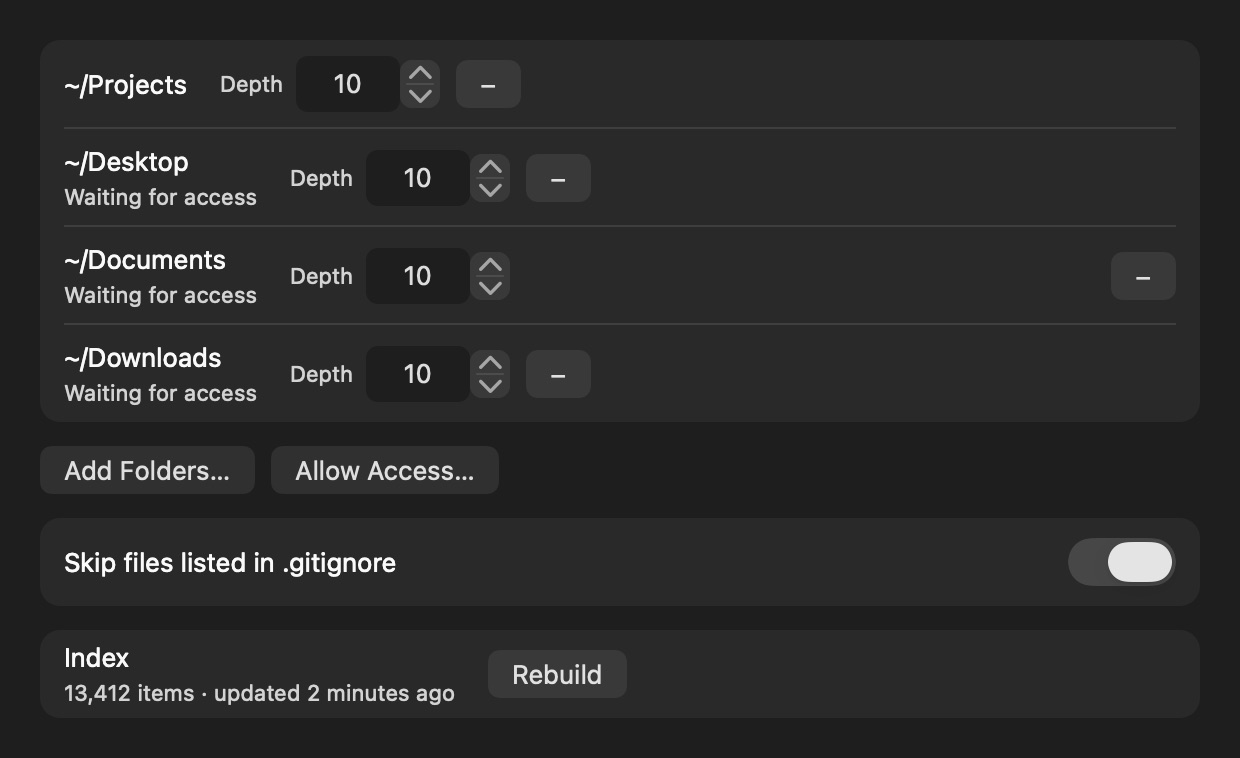 ~/Projects Depth 10 –
~/Desktop
Waiting for access Depth 10 –
~/Documents
Waiting for access Depth 10 –
~/Downloads
Waiting for access Depth 10 –
Add Folders... Allow Access...
Skip files listed in .gitignore
Index
13,412 items · updated 2 minutes ago Rebuild